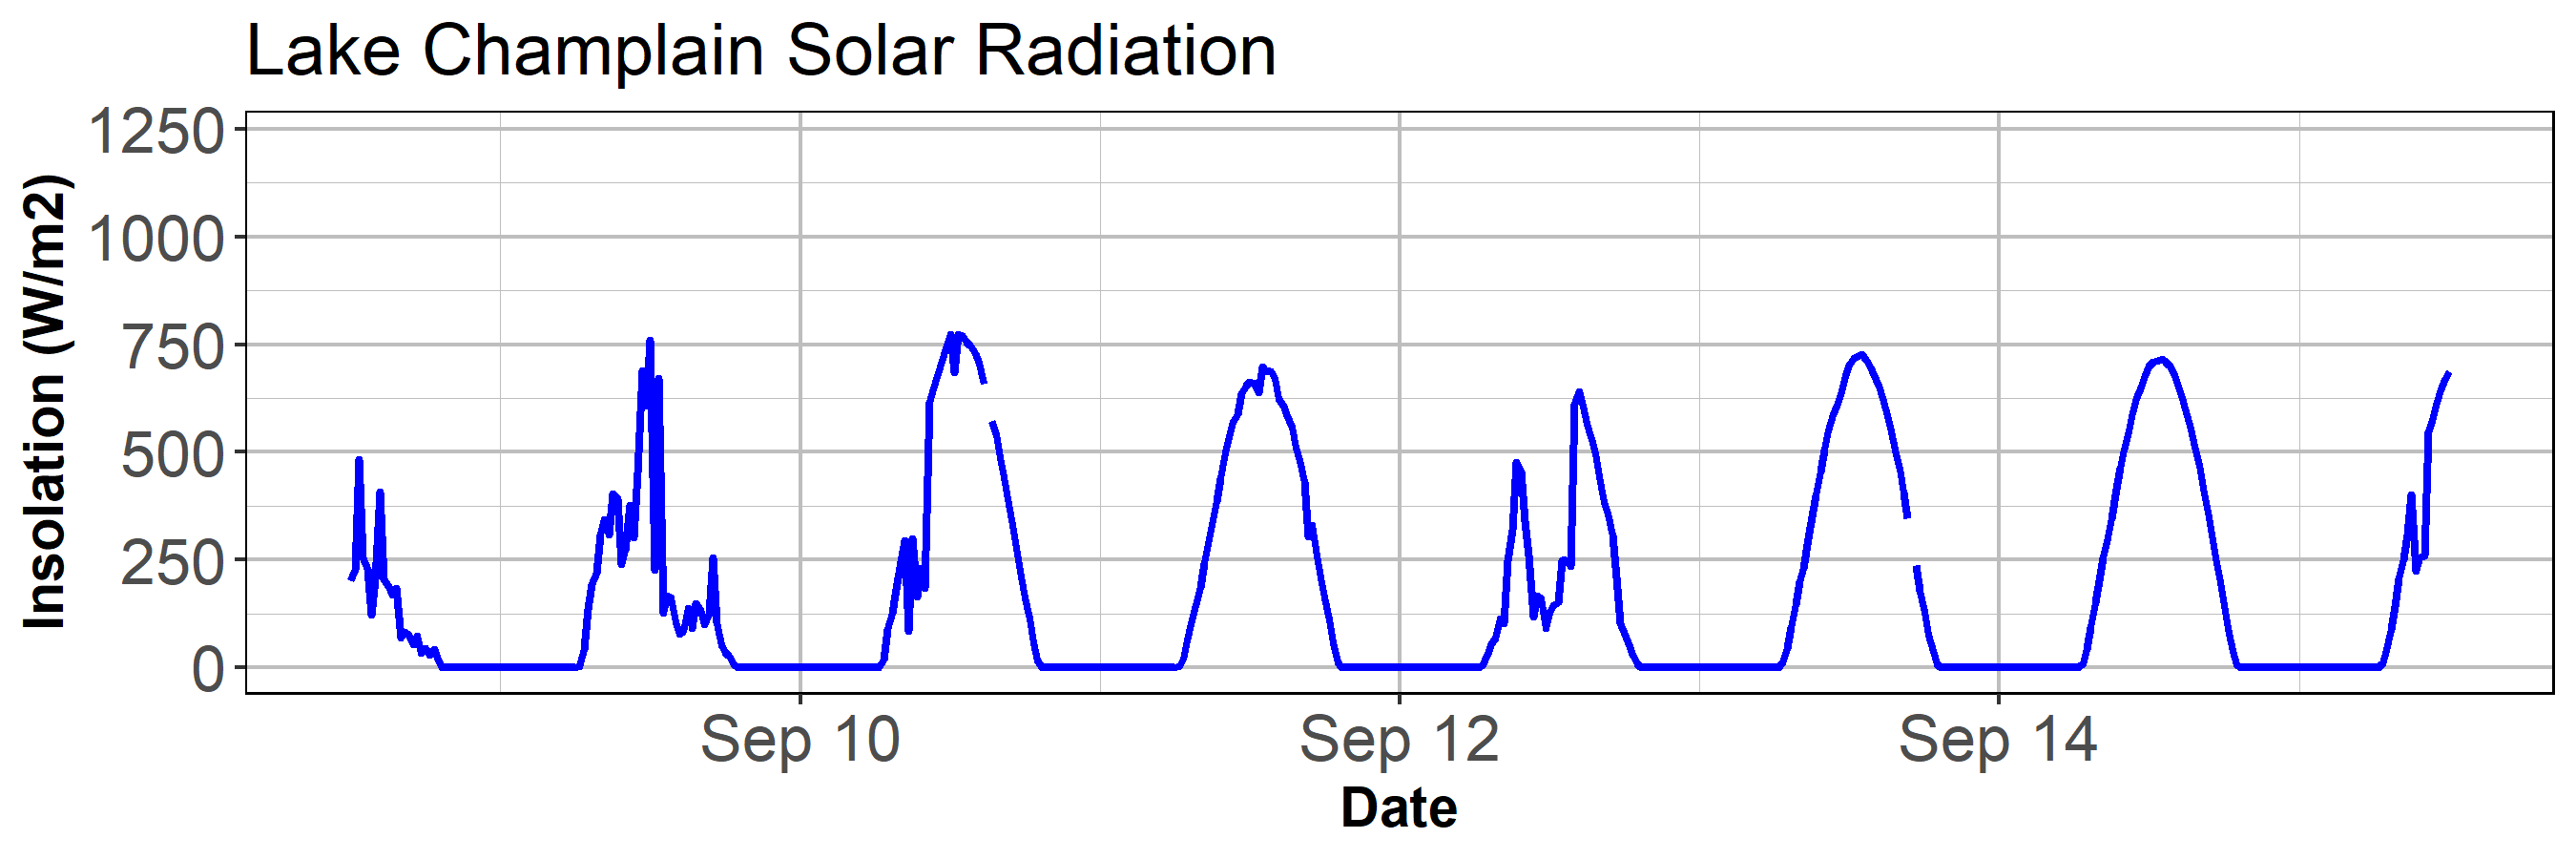 Lake Champlain Solar Radiation
Insolation (W/m2)
1250
1000
750
500
250
0
Sep 10 Sep 12 Sep 14
Date